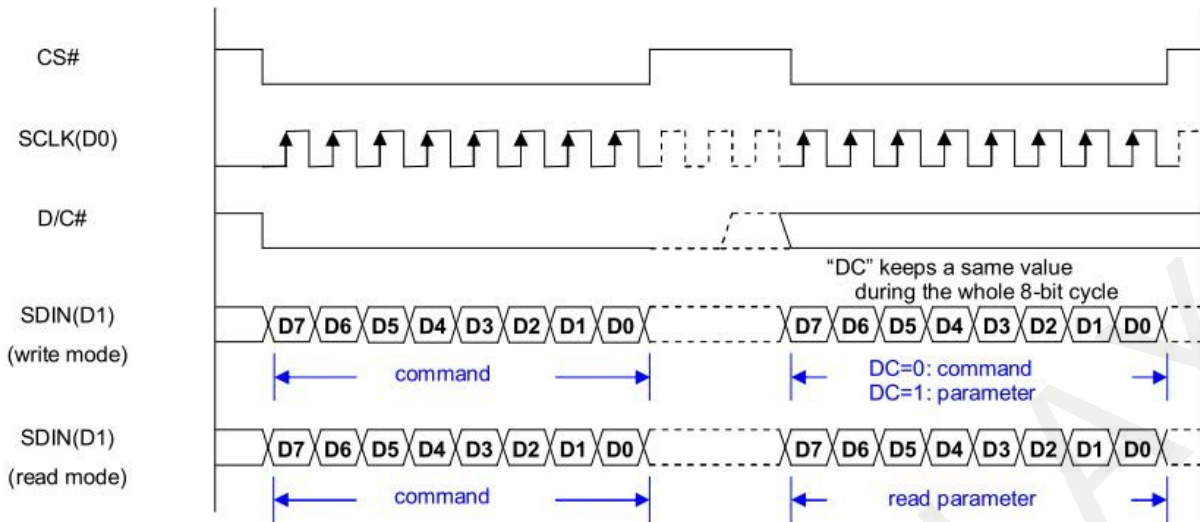 CS#
SCLK(D0)
D/C#
“DC” keeps a same value
during the whole 8-bit cycle
SDIN(D1)
(write mode)
D7 D6 D5 D4 D3 D2 D1 D0 D7 D6 D5 D4 D3 D2 D1 D0
command
DC=0: command
DC=1: parameter
SDIN(D1)
(read mode)
D7 D6 D5 D4 D3 D2 D1 D0 D7 D6 D5 D4 D3 D2 D1 D0
command
read parameter